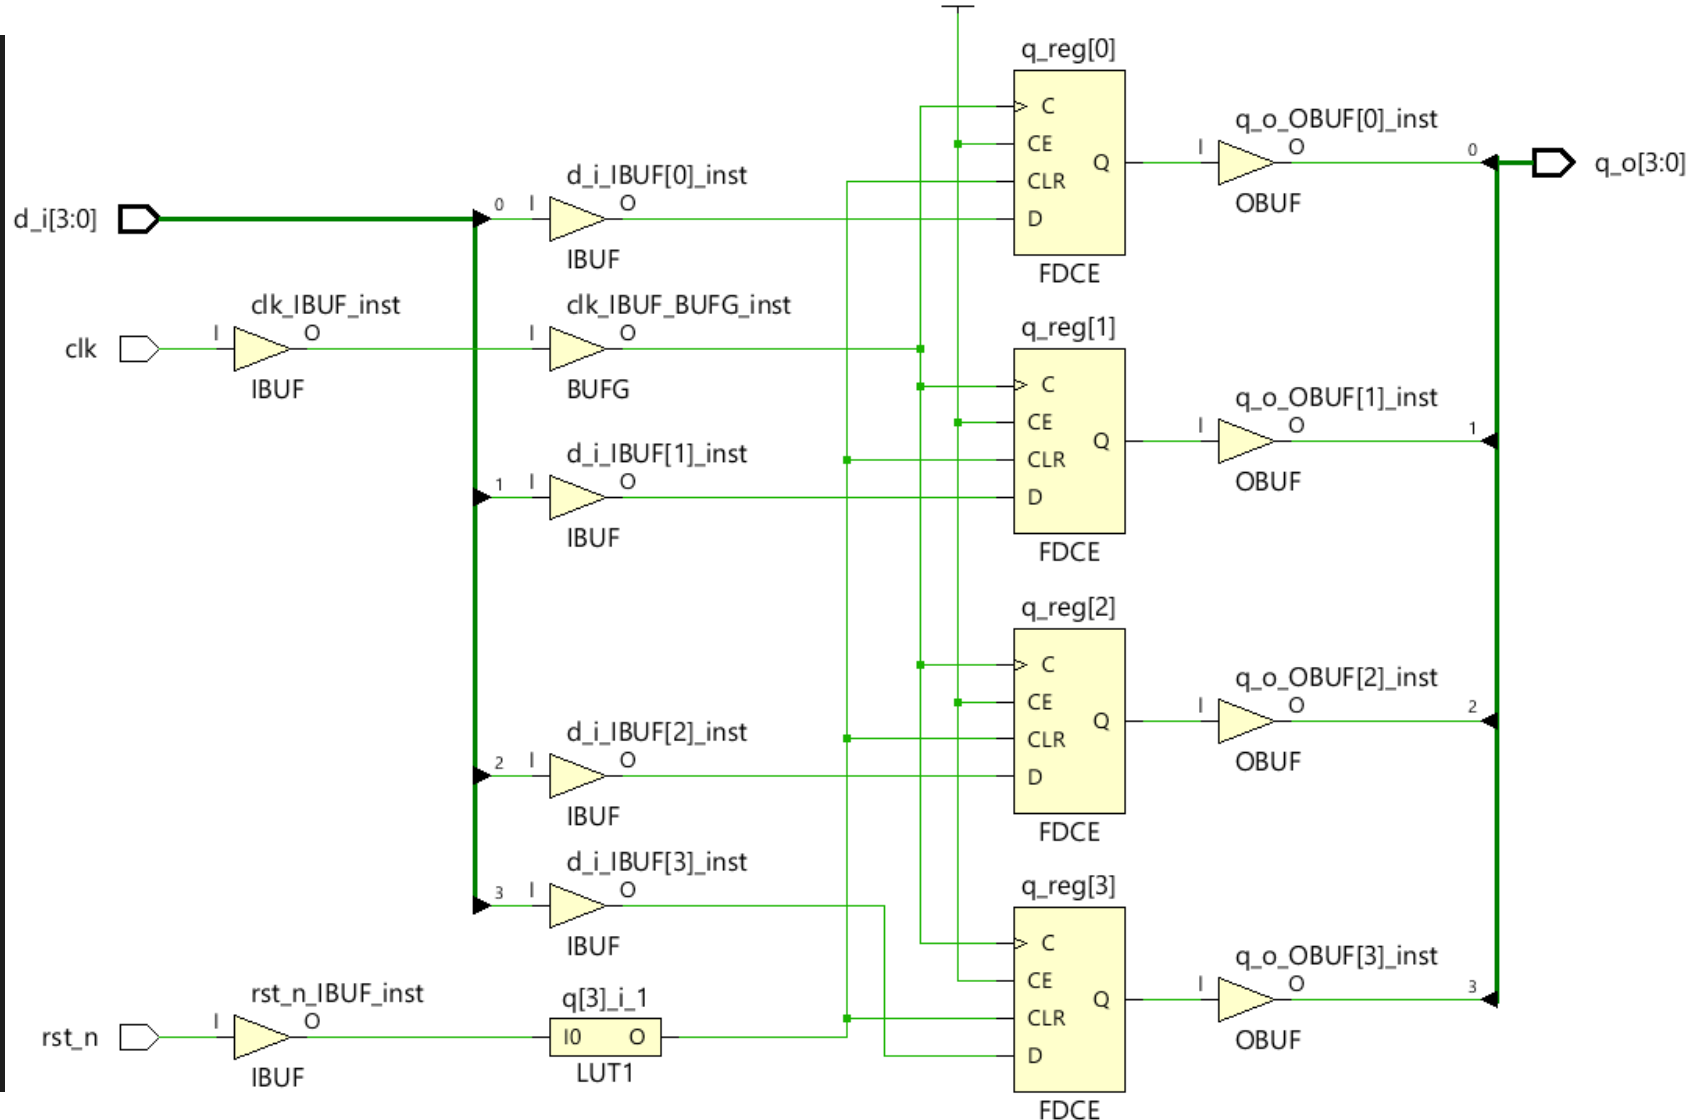 q_reg[0]
C
CE
CLR
D
Q
FDCE
q_o_OBUF[0]_inst
I O
OBUF
0
q_o[3:0]
d_i[3:0]
0
d_i_IBUF[0]_inst
I O
IBUF
clk
clk_IBUF_inst
I O
IBUF
clk_IBUF_BUFG_inst
I O
BUFG
q_reg[1]
C
CE
CLR
D
Q
FDCE
q_o_OBUF[1]_inst
I O
OBUF
1
1
d_i_IBUF[1]_inst
I O
IBUF
q_reg[2]
C
CE
CLR
D
Q
FDCE
q_o_OBUF[2]_inst
I O
OBUF
2
2
d_i_IBUF[2]_inst
I O
IBUF
3
d_i_IBUF[3]_inst
I O
IBUF
q_reg[3]
C
CE
CLR
D
Q
FDCE
q_o_OBUF[3]_inst
I O
OBUF
3
rst_n
rst_n_IBUF_inst
I O
IBUF
q[3]_i_1
I0 O
LUT1